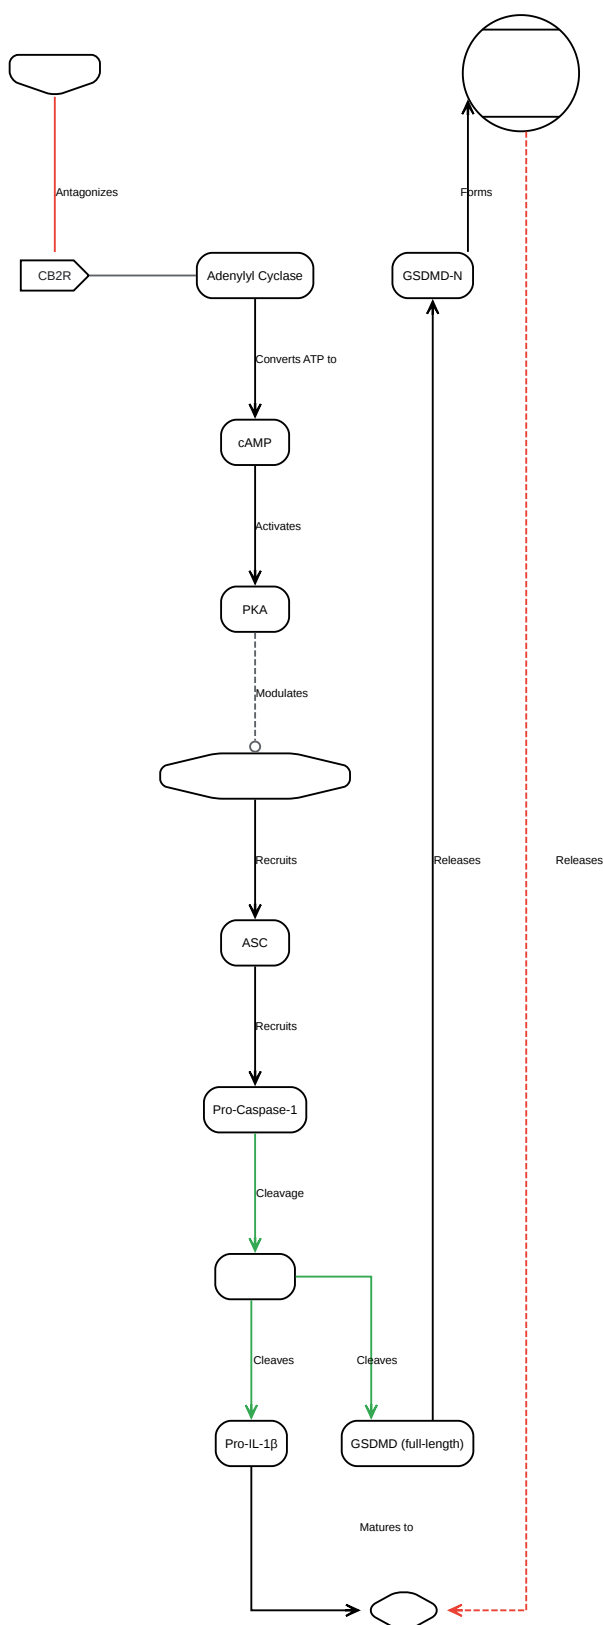 Antagonizes
Forms
CB2R
Adenylyl Cyclase
GSDMD-N
Converts ATP to
cAMP
Activates
PKA
Modulates
Recruits
Releases
Releases
ASC
Recruits
Pro-Caspase-1
Cleavage
Cleaves
Cleaves
Pro-IL-1β
GSDMD (full-length)
Matures to